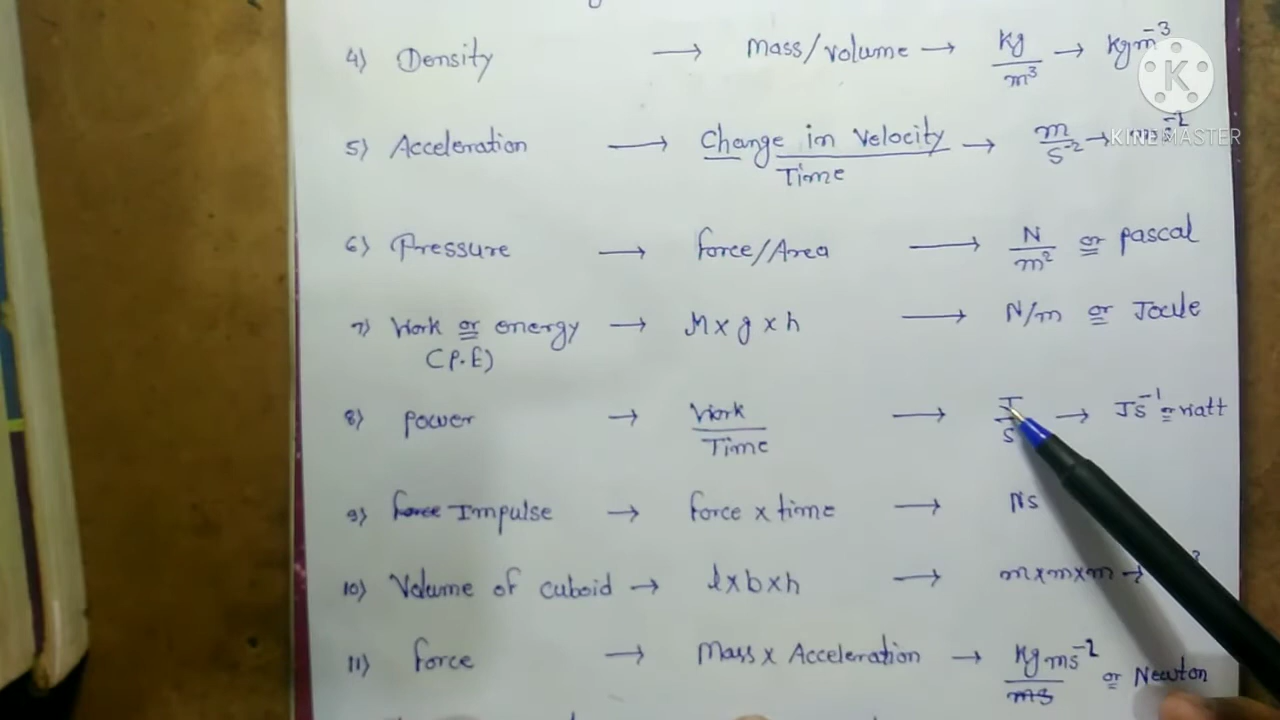 4) Density → Mass/volume → Kg/m³ → Kgm⁻³
K
KINEMASTER
5) Acceleration → Change in Velocity/Time → m/s⁻² → s⁻²
6) Pressure → force/Area → N/m² or pascal
7) Work or energy → M x g x h → N/m or Joule
(P.E)
8) Power → Work/Time → J/s → Js⁻¹ or watt
9) force Impulse → force x time → Ns
10) Volume of cuboid → l x b x h → m x m x m →
11) force → Mass x Acceleration → Kg ms⁻²/ms or Newton